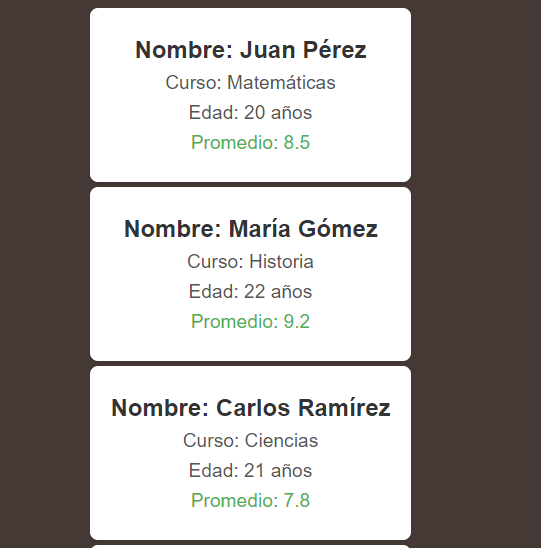 Nombre: Juan Pérez
Curso: Matemáticas
Edad: 20 años
Promedio: 8.5
Nombre: María Gómez
Curso: Historia
Edad: 22 años
Promedio: 9.2
Nombre: Carlos Ramírez
Curso: Ciencias
Edad: 21 años
Promedio: 7.8